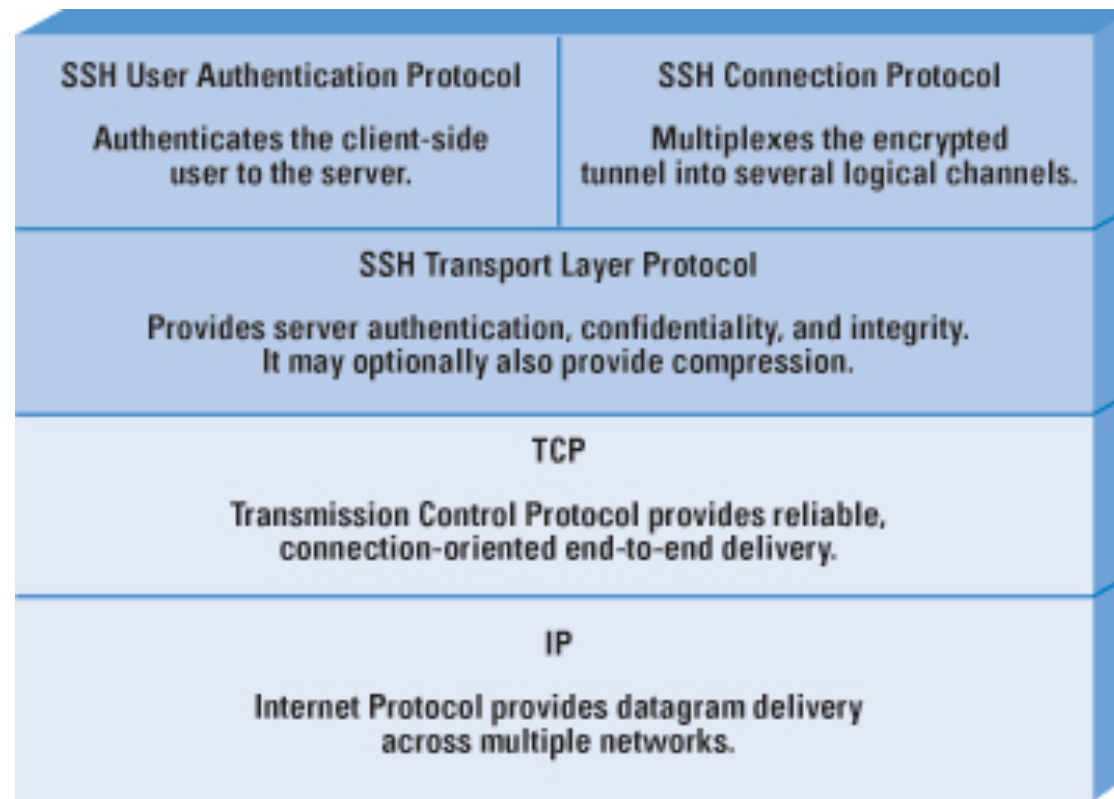 SSH User Authentication Protocol
Authenticates the client-side
user to the server.
SSH Connection Protocol
Multiplexes the encrypted
tunnel into several logical channels.
SSH Transport Layer Protocol
Provides server authentication, confidentiality, and integrity.
It may optionally also provide compression.
TCP
Transmission Control Protocol provides reliable,
connection-oriented end-to-end delivery.
IP
Internet Protocol provides datagram delivery
across multiple networks.